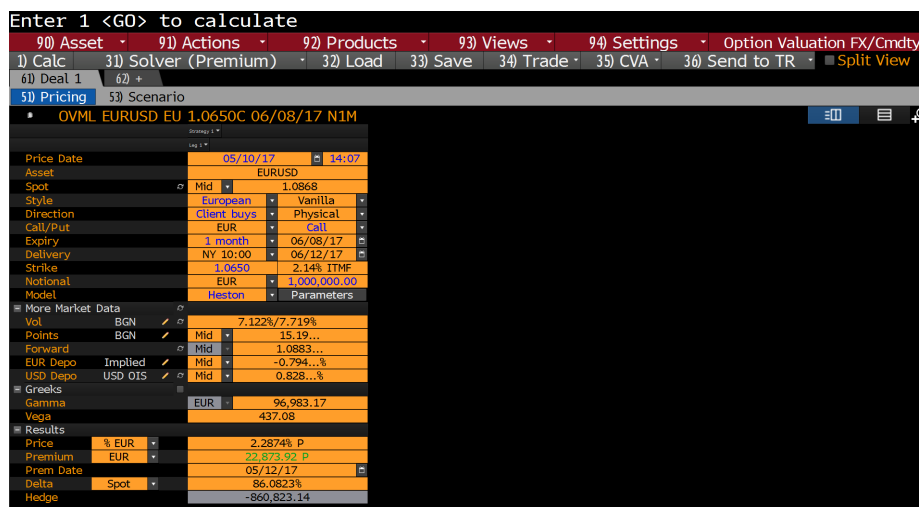 Enter 1 <GO> to calculate
90) Asset 91) Actions 92) Products 93) Views 94) Settings Option Valuation FX/Cmdty
1) Calc 31) Solver (Premium) 32) Load 33) Save 34) Trade 35) CVA 36) Send to TR Split View
61) Deal 1 62) +
51) Pricing 53) Scenario
OVML EURUSD EU 1.0650C 06/08/17 N1M
Strategy 1
Leg 1
Price Date 05/10/17 14:07
Asset EURUSD
Spot Mid 1.0868
Style European Vanilla
Direction Client buys Physical
Call/Put EUR Call
Expiry 1 month 06/08/17
Delivery NY 10:00 06/12/17
Strike 1.0650 2.14% ITMF
Notional EUR 1,000,000.00
Model Heston Parameters
More Market Data
Vol BGN 7.122%/7.719%
Points BGN Mid 15.19...
Forward Mid 1.0883...
EUR Depo Implied Mid -0.794...%
USD Depo USD OIS Mid 0.828...%
Greeks
Gamma EUR 96,983.17
Vega 437.08
Results
Price % EUR 2.2874% P
Premium EUR 22,873.92 P
Prem Date 05/12/17
Delta Spot 86.0823%
Hedge -860,823.14